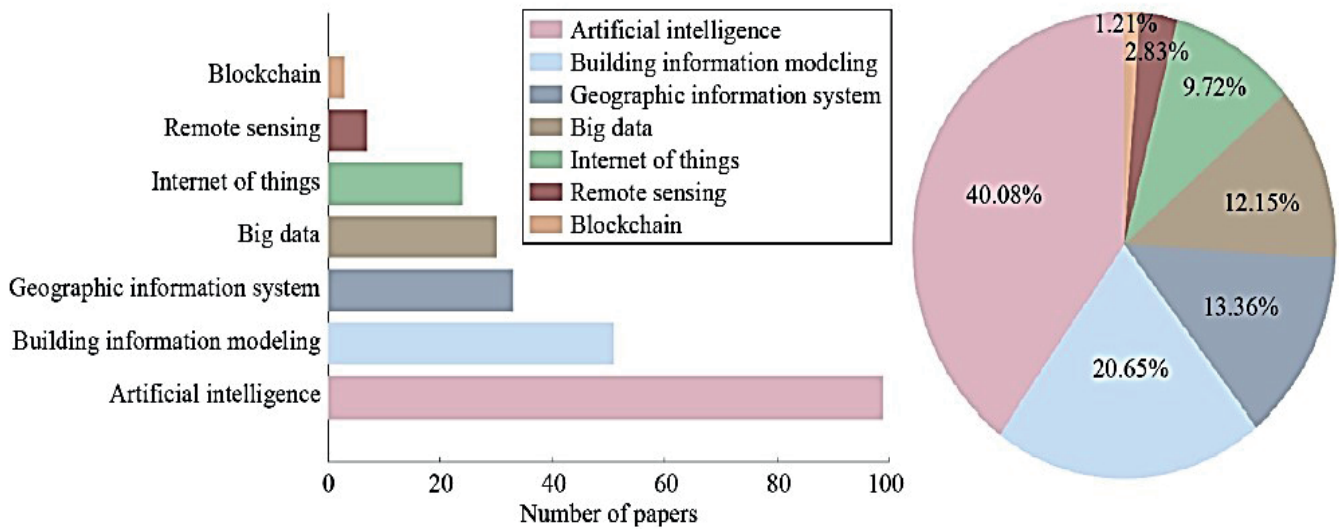 Blockchain
Remote sensing
Internet of things
Big data
Geographic information system
Building information modeling
Artificial intelligence
0 20 40 60 80 100
Number of papers
Artificial intelligence
Building information modeling
Geographic information system
Big data
Internet of things
Remote sensing
Blockchain
1.21%
2.83%
9.72%
12.15%
13.36%
20.65%
40.08%